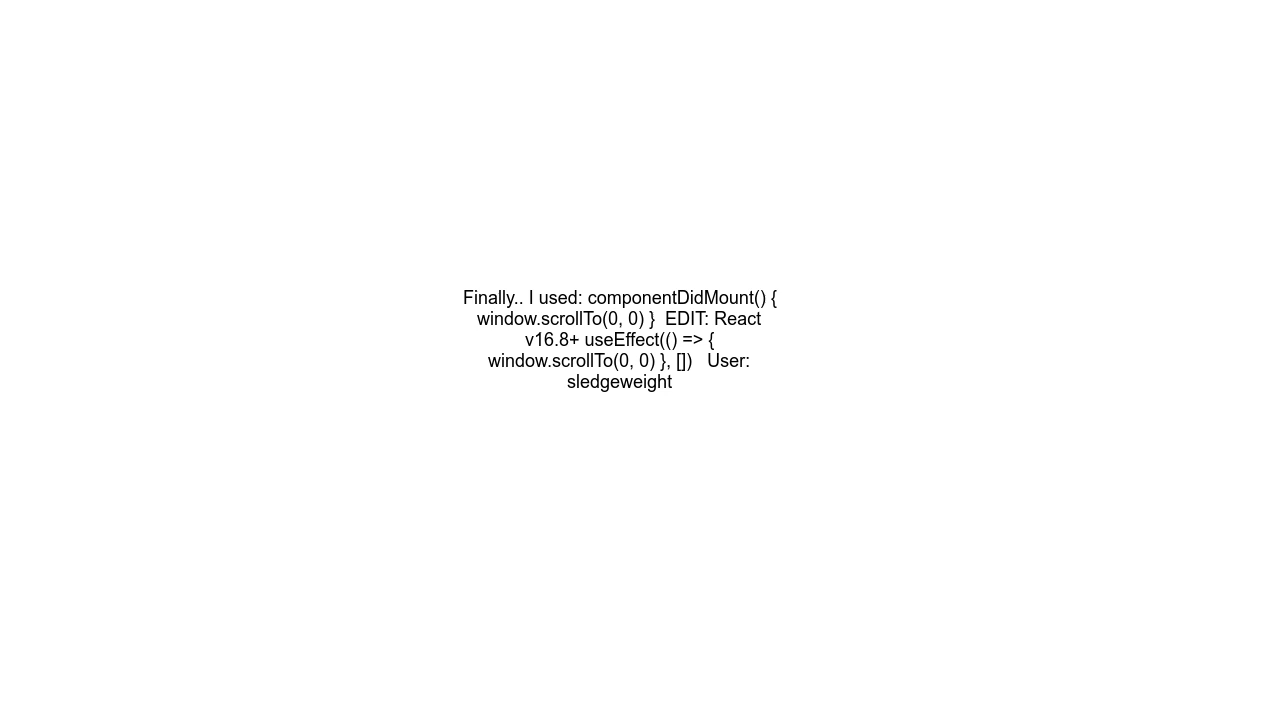 Finally.. I used: componentDidMount() {
window.scrollTo(0, 0) }  EDIT: React
v16.8+ useEffect(() => {
window.scrollTo(0, 0) }, [])   User:
sledgeweight